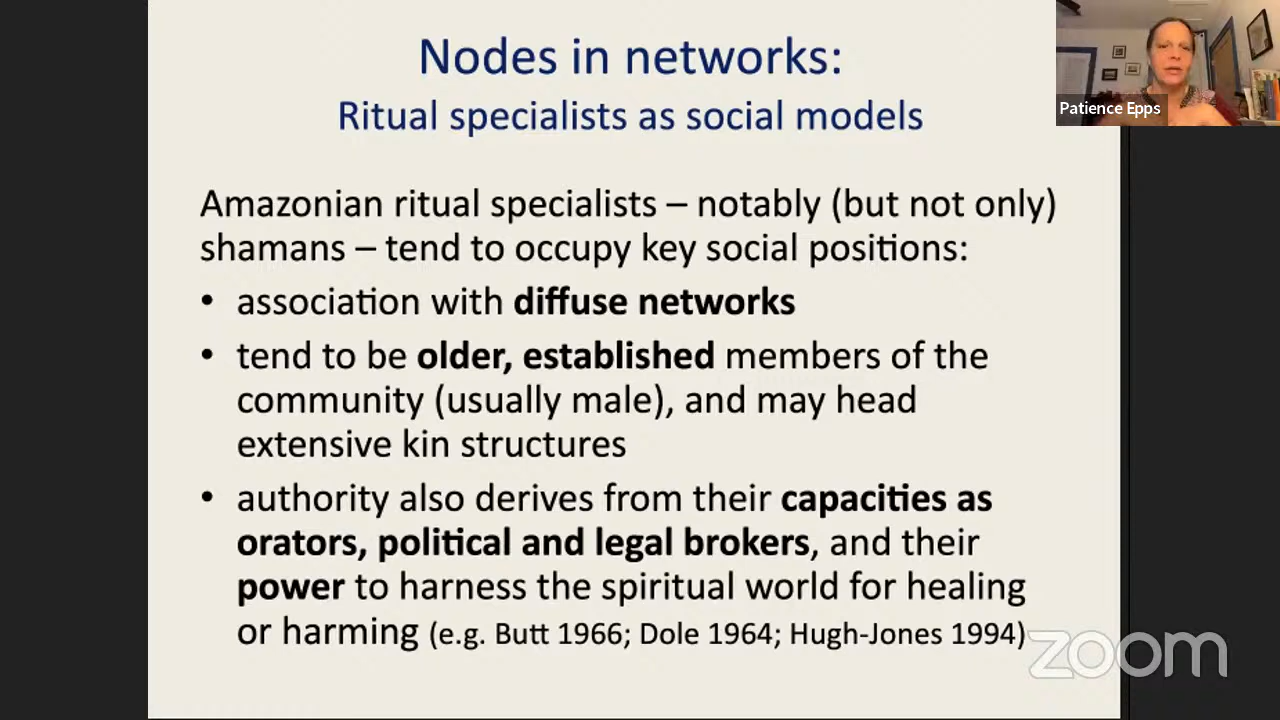 Nodes in networks:
Ritual specialists as social models
Patience Epps
Amazonian ritual specialists – notably (but not only)
shamans – tend to occupy key social positions:
• association with diffuse networks
• tend to be older, established members of the
community (usually male), and may head
extensive kin structures
• authority also derives from their capacities as
orators, political and legal brokers, and their
power to harness the spiritual world for healing
or harming (e.g. Butt 1966; Dole 1964; Hugh-Jones 1994)
zoom